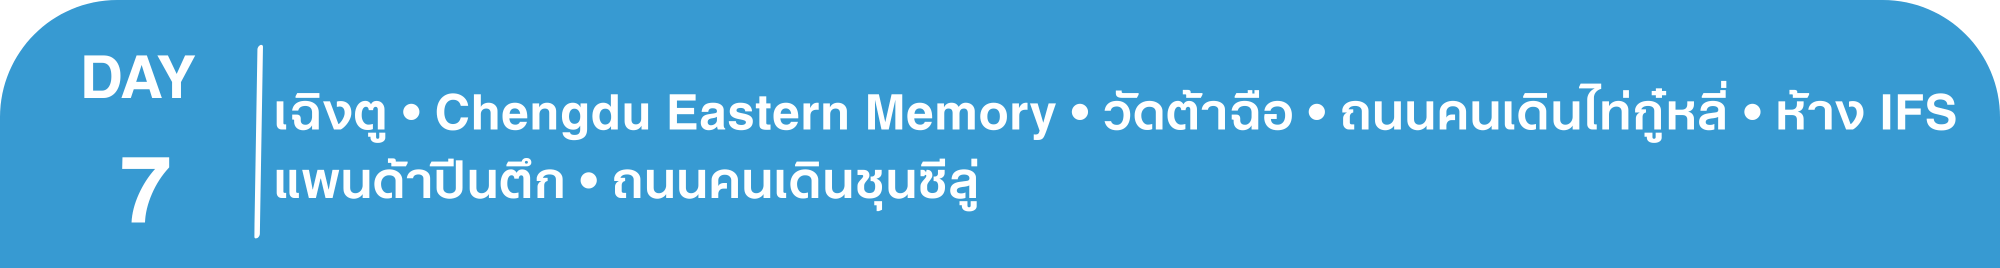 DAY
7
เฉิงตู • Chengdu Eastern Memory • วัดต้าฉือ • ถนนคนเดินไท่กู๋หลี่ • ห้าง IFS
แพนด้าปีนตึก • ถนนคนเดินชุนซีลู่